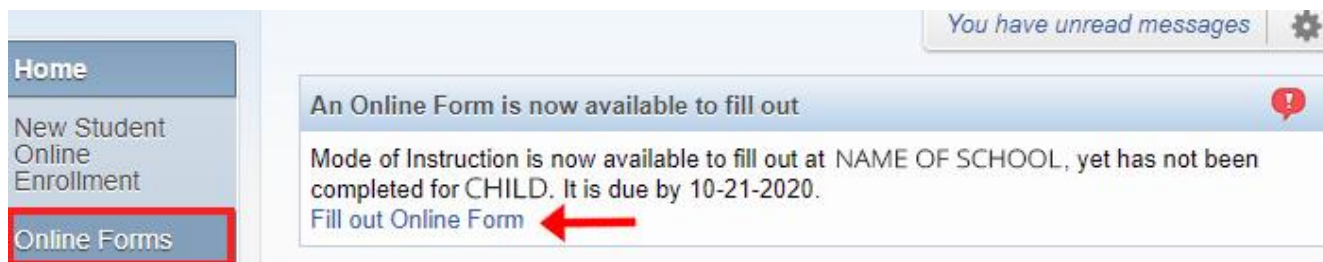 You have unread messages
Home
New Student
Online
Enrollment
Online Forms
An Online Form is now available to fill out
Mode of Instruction is now available to fill out at NAME OF SCHOOL, yet has not been
completed for CHILD. It is due by 10-21-2020.
Fill out Online Form